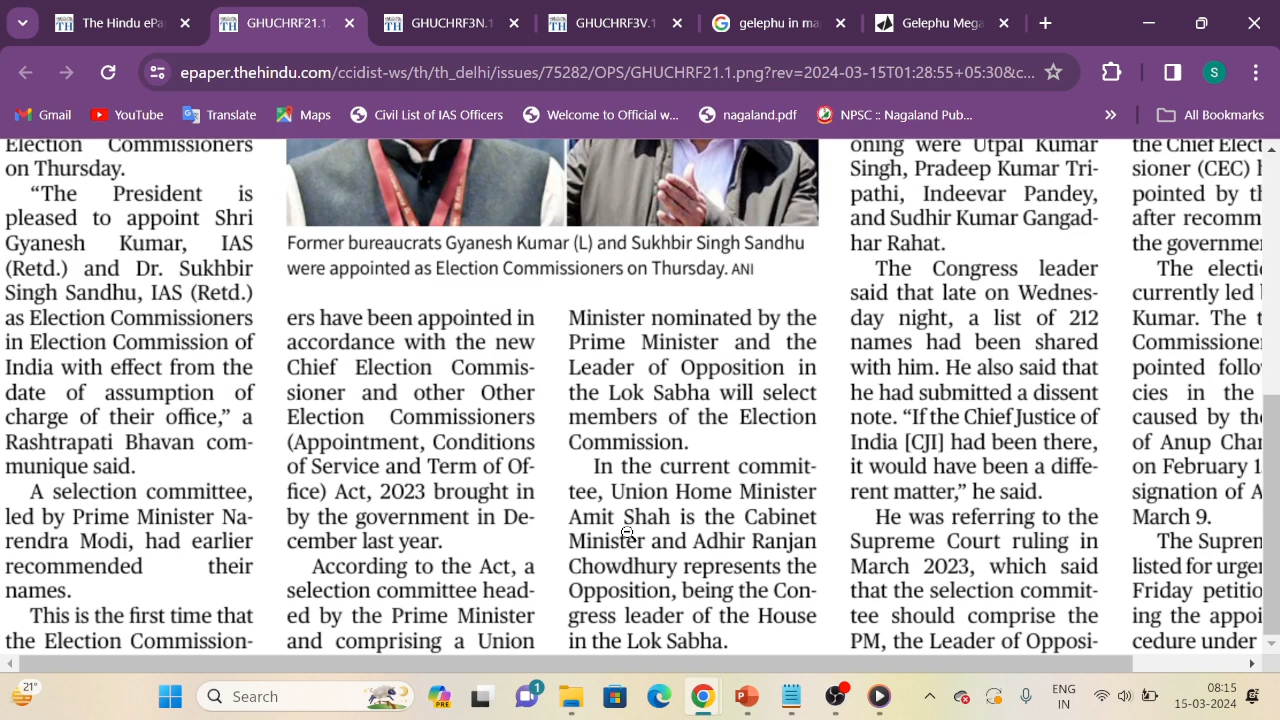 The Hindu ePa
GHUCHRF21.1
GHUCHRF3N.1
GHUCHRF3V.1
gelephu in ma
Gelephu Mega
epaper.thehindu.com/ccidist-ws/th/th_delhi/issues/75282/OPS/GHUCHRF21.1.png?rev=2024-03-15T01:28:55+05:30&c...
S
Gmail
YouTube
Translate
Maps
Civil List of IAS Officers
Welcome to Official w...
nagaland.pdf
NPSC :: Nagaland Pub...
»
All Bookmarks
Election Commissioners
on Thursday.
“The President is
pleased to appoint Shri
Gyanesh Kumar, IAS
(Retd.) and Dr. Sukhbir
Singh Sandhu, IAS (Retd.)
as Election Commissioners
in Election Commission of
India with effect from the
date of assumption of
charge of their office,” a
Rashtrapati Bhavan com-
munique said.
A selection committee,
led by Prime Minister Na-
rendra Modi, had earlier
recommended their
names.
This is the first time that
the Election Commission-
Former bureaucrats Gyanesh Kumar (L) and Sukhbir Singh Sandhu
were appointed as Election Commissioners on Thursday. ANI
ers have been appointed in
accordance with the new
Chief Election Commis-
sioner and other Other
Election Commissioners
(Appointment, Conditions
of Service and Term of Of-
fice) Act, 2023 brought in
by the government in De-
cember last year.
According to the Act, a
selection committee head-
ed by the Prime Minister
and comprising a Union
Minister nominated by the
Prime Minister and the
Leader of Opposition in
the Lok Sabha will select
members of the Election
Commission.
In the current commit-
tee, Union Home Minister
Amit Shah is the Cabinet
Minister and Adhir Ranjan
Chowdhury represents the
Opposition, being the Con-
gress leader of the House
in the Lok Sabha.
oning were Utpal Kumar
Singh, Pradeep Kumar Tri-
pathi, Indeevar Pandey,
and Sudhir Kumar Gangad-
har Rahat.
The Congress leader
said that late on Wednes-
day night, a list of 212
names had been shared
with him. He also said that
he had submitted a dissent
note. “If the Chief Justice of
India [CJI] had been there,
it would have been a diffe-
rent matter,” he said.
He was referring to the
Supreme Court ruling in
March 2023, which said
that the selection commit-
tee should comprise the
PM, the Leader of Opposi-
the Chief Elect
sioner (CEC) 
pointed by th
after recomm
the governme
The electi
currently led
Kumar. The t
Commissione
pointed follo
cies in the
caused by the
of Anup Chan
on February 1
signation of A
March 9.
The Suprem
listed for urge
Friday petitio
ing the appoi
cedure under
21°
Search
PRE
1
ENG
IN
08:15
15-03-2024